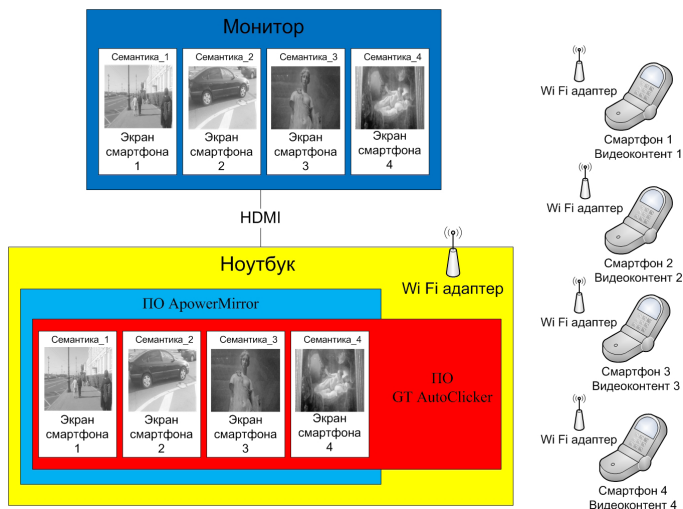 Монитор
Семантика_1
Семантика_2
Семантика_3
Семантика_4
Экран
смартфона
1
Экран
смартфона
2
Экран
смартфона
3
Экран
смартфона
4
HDMI
Ноутбук
Wi Fi адаптер
ПО ApowerMirror
Семантика_1
Семантика_2
Семантика_3
Семантика_4
Экран
смартфона
1
Экран
смартфона
2
Экран
смартфона
3
Экран
смартфона
4
ПО
GT AutoClicker
Wi Fi адаптер
Смартфон 1
Видеоконтент 1
Wi Fi адаптер
Смартфон 2
Видеоконтент 2
Wi Fi адаптер
Смартфон 3
Видеоконтент 3
Wi Fi адаптер
Смартфон 4
Видеоконтент 4